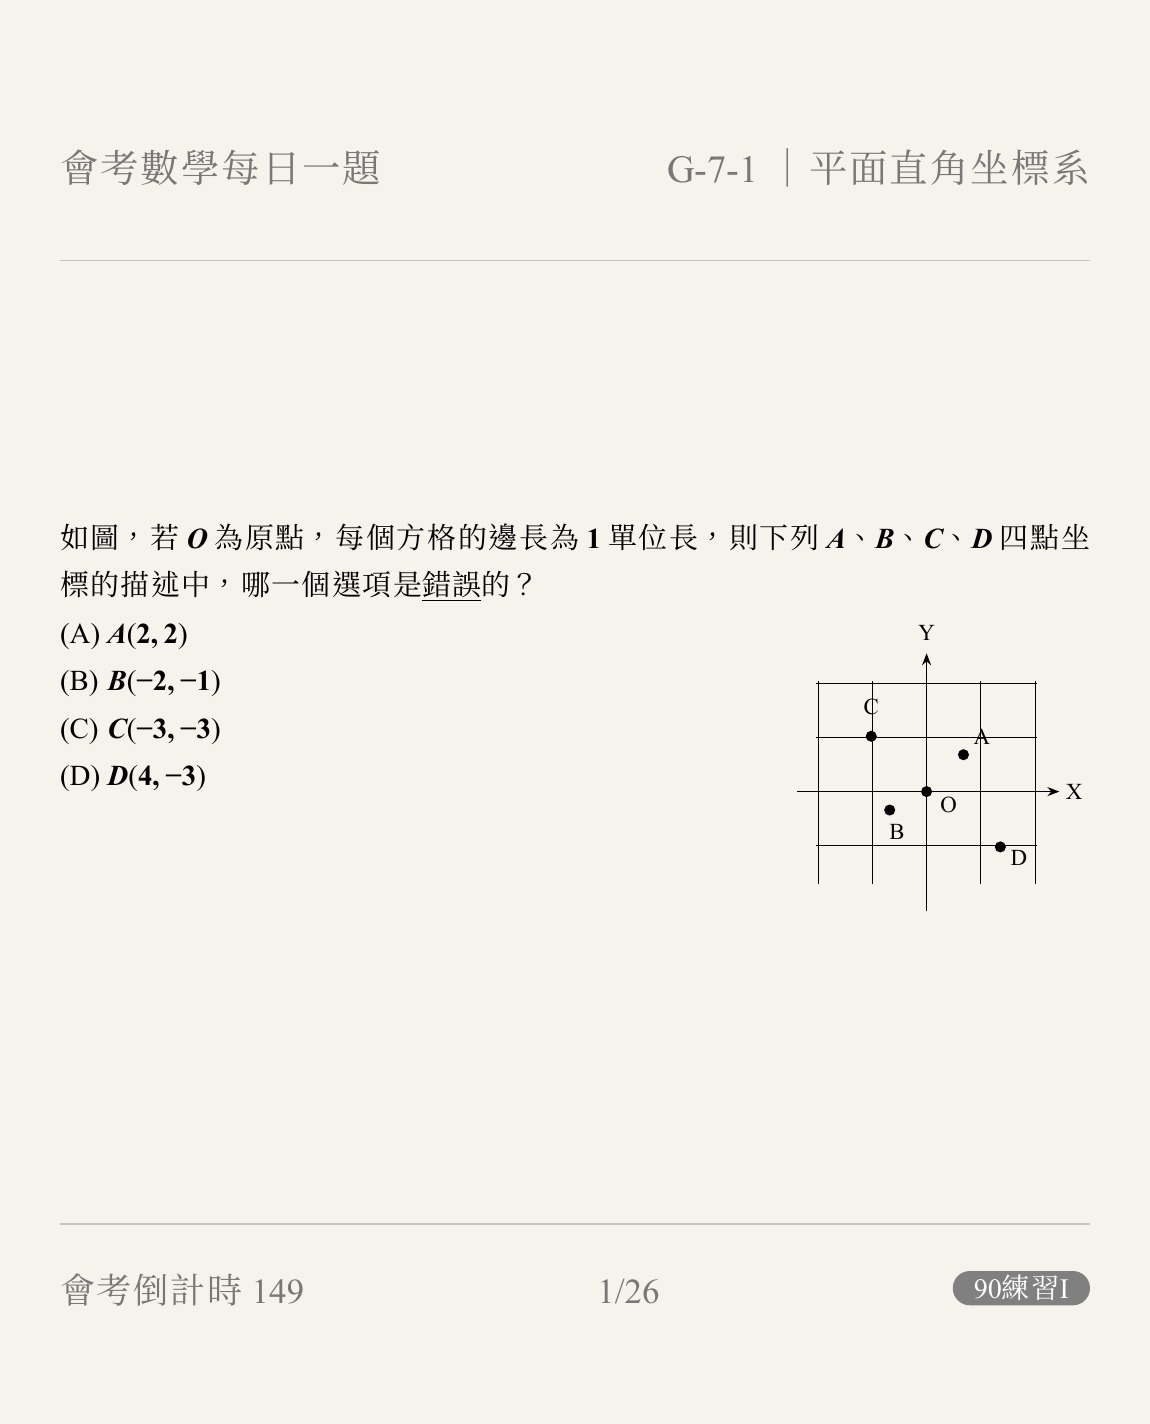 會考數學每日一題
G-7-1 │ 平面直角坐標系
如圖，若 O 為原點，每個方格的邊長為 1 單位長，則下列 A、B、C、D 四點坐
標的描述中，哪一個選項是錯誤的？
(A) A(2, 2)
(B) B(−2, −1)
(C) C(−3, −3)
(D) D(4, −3)
Y
C
A
X
O
B
D
會考倒計時 149
1/26
90練習I